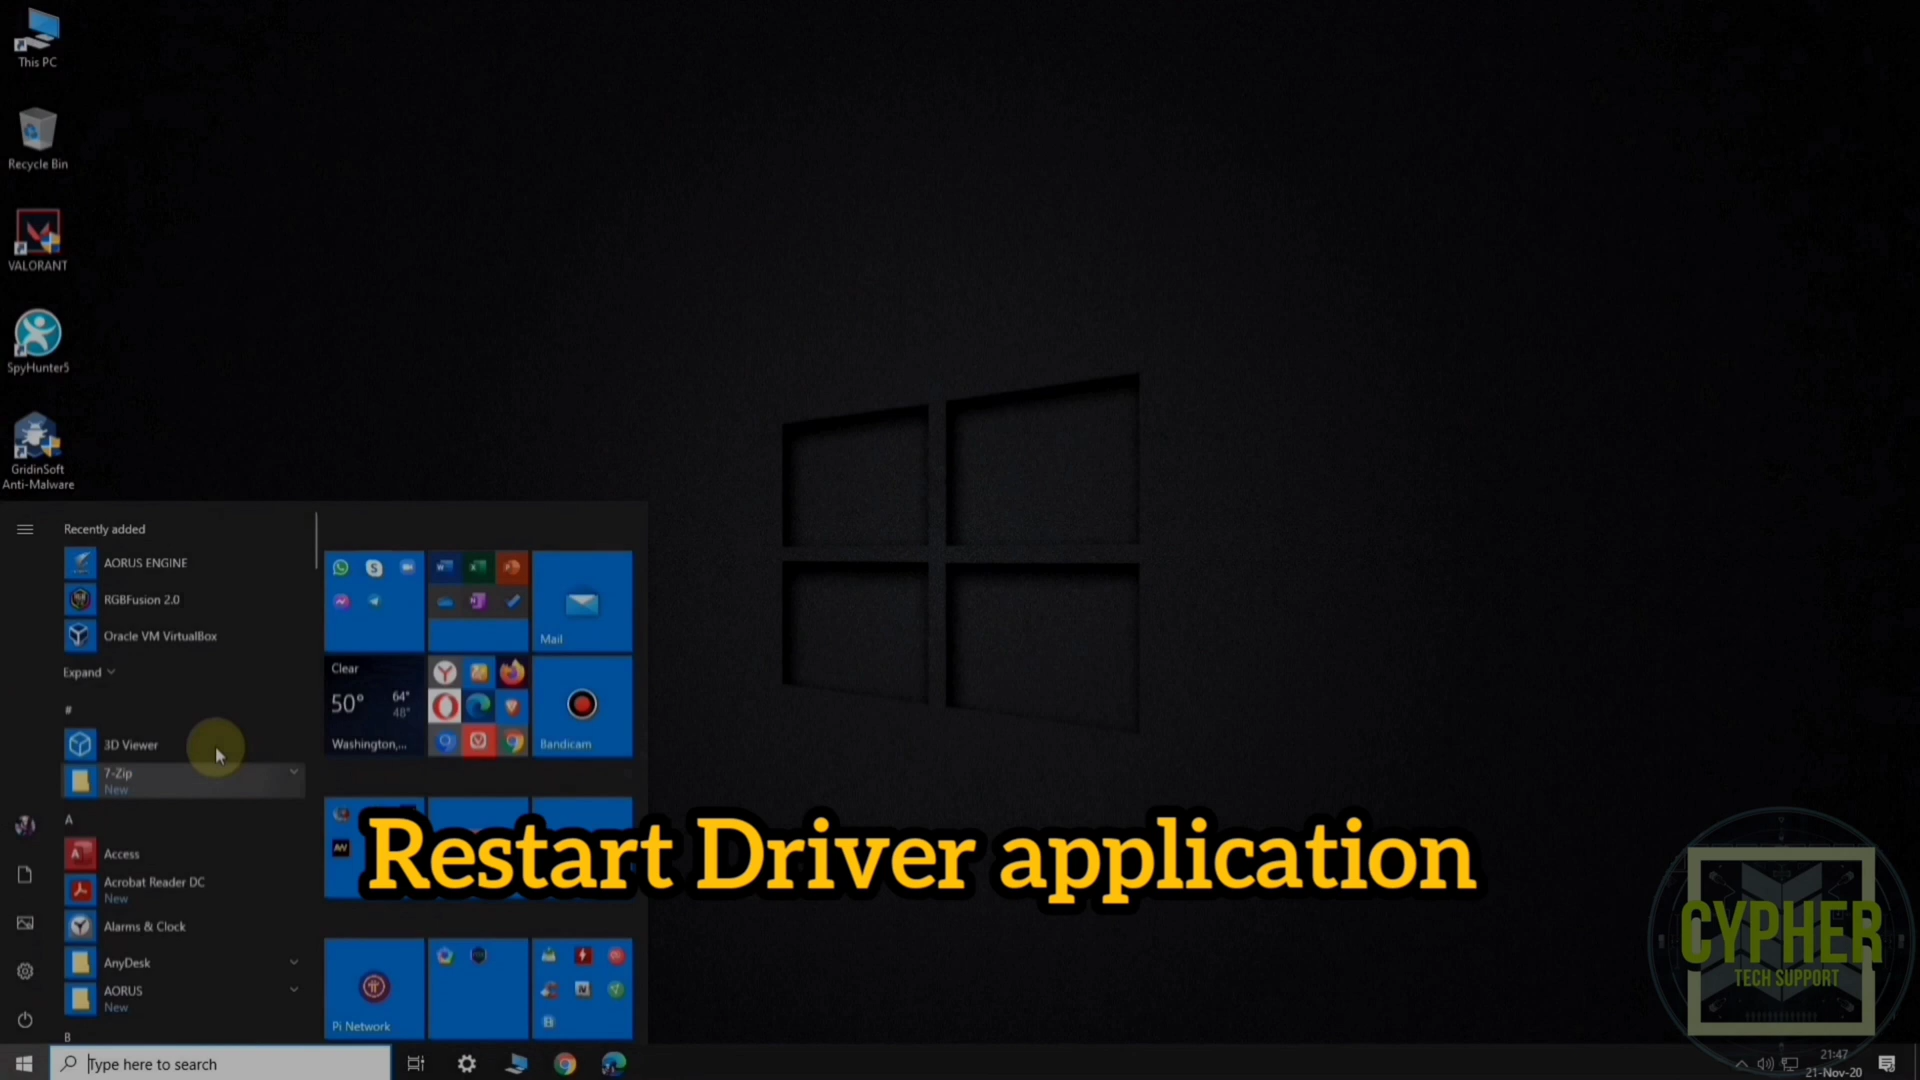 This PC
Recycle Bin
VALORANT
SpyHunter5
GridinSoft
Anti-Malware
Recently added
AORUS ENGINE
RGBFusion 2.0
Oracle VM VirtualBox
Expand
#
3D Viewer
7-Zip
New
A
Access
Acrobat Reader DC
New
Alarms & Clock
AnyDesk
AORUS
New
B
Mail
Clear
50°
64°
48°
Washington,...
Bandicam
Pi Network
Restart Driver application
CYPHER
TECH SUPPORT
Type here to search
21:47
21-Nov-20